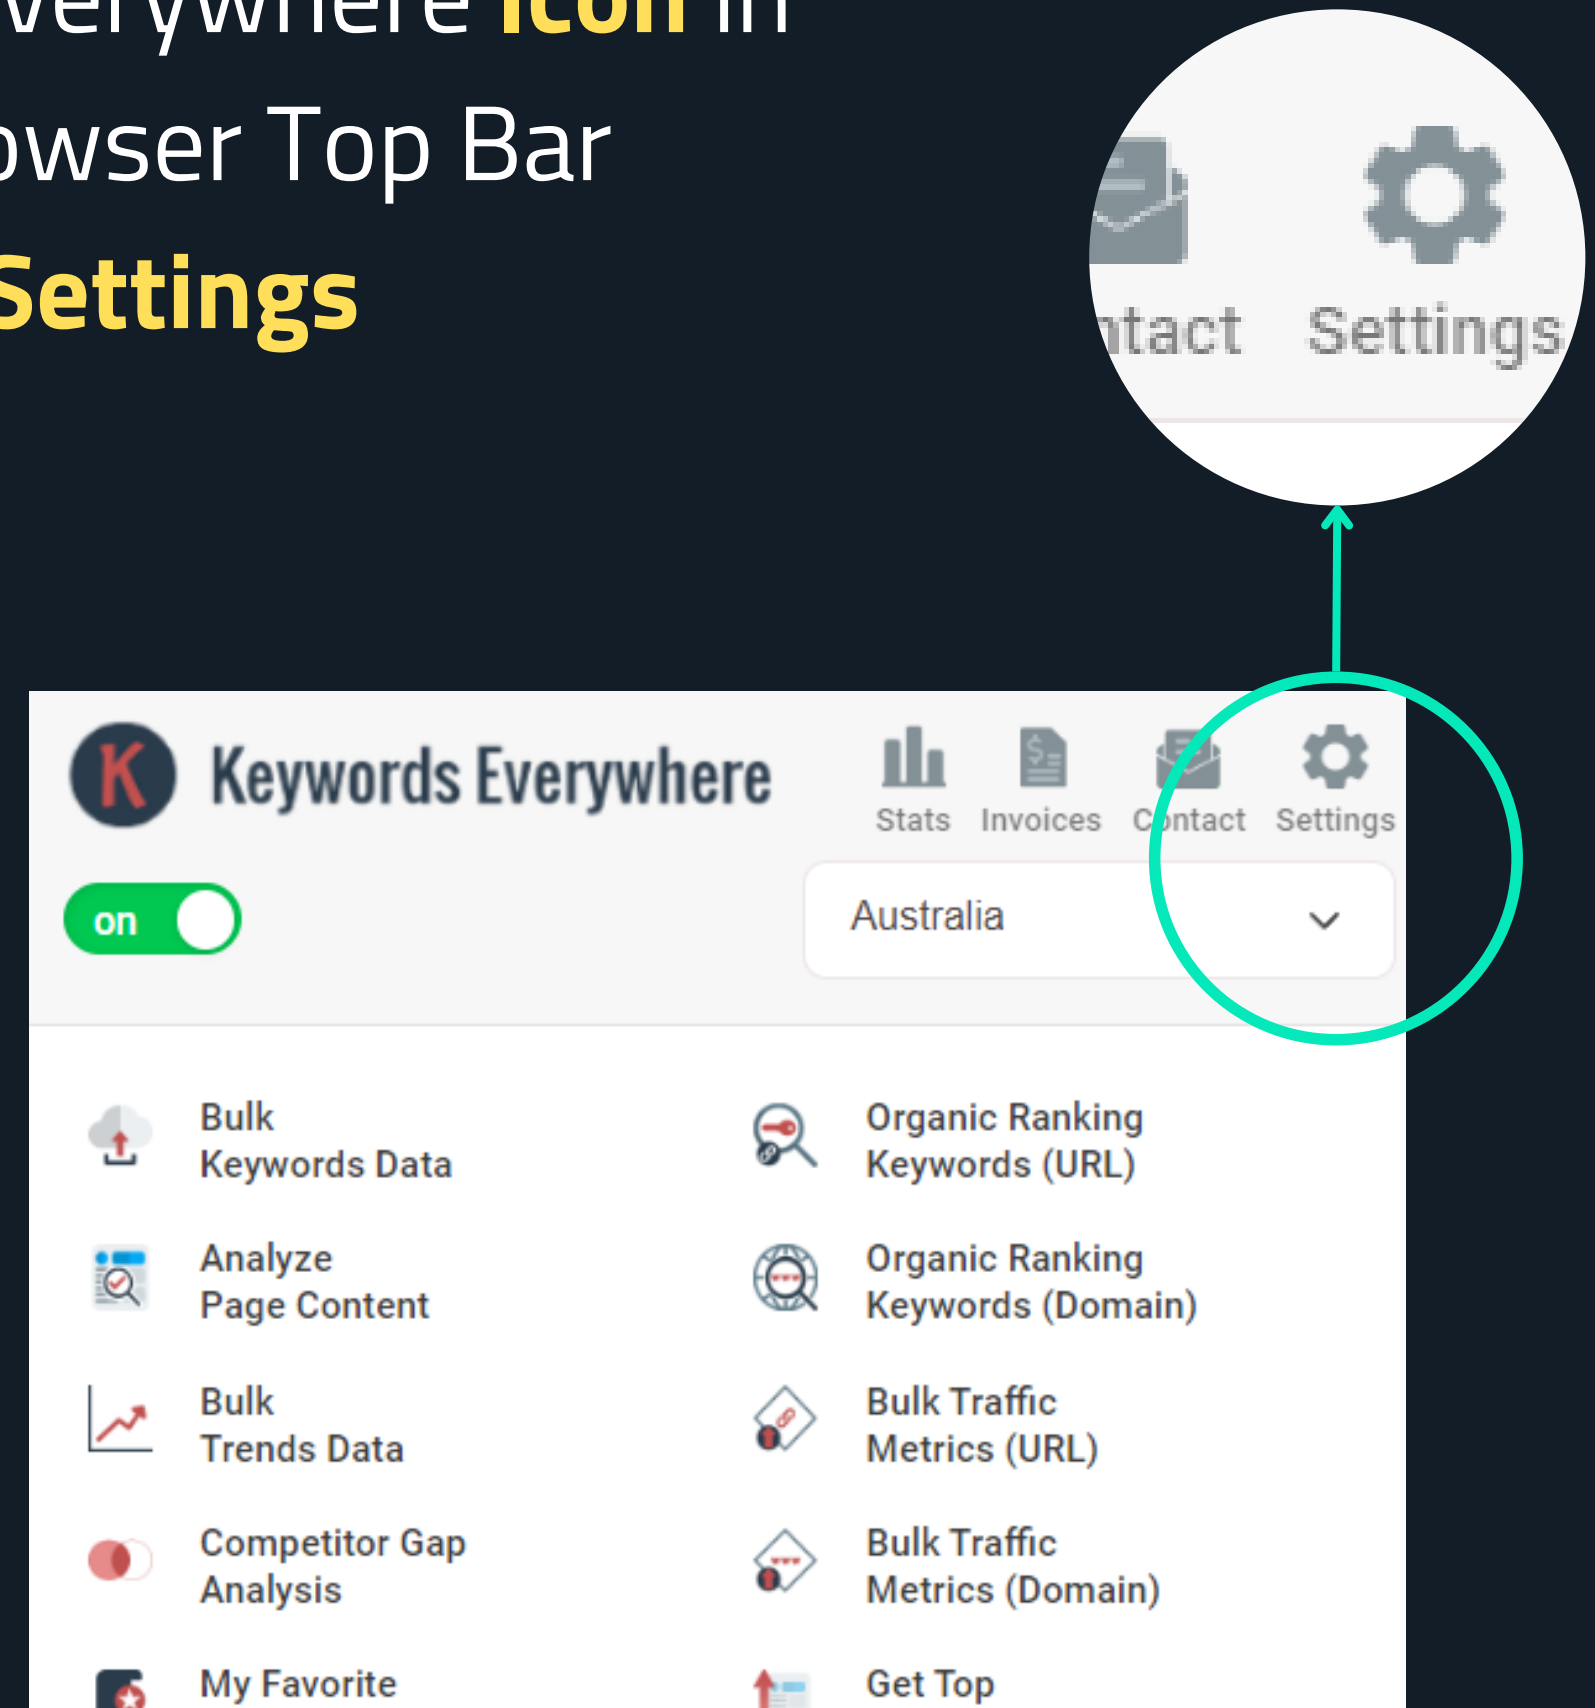 verywhere icon in
owser Top Bar
Settings
ntact Settings
K Keywords Everywhere
Stats Invoices Contact Settings
on
Australia
Bulk
Keywords Data
Organic Ranking
Keywords (URL)
Analyze
Page Content
Organic Ranking
Keywords (Domain)
Bulk
Trends Data
Bulk Traffic
Metrics (URL)
Competitor Gap
Analysis
Bulk Traffic
Metrics (Domain)
My Favorite
Get Top